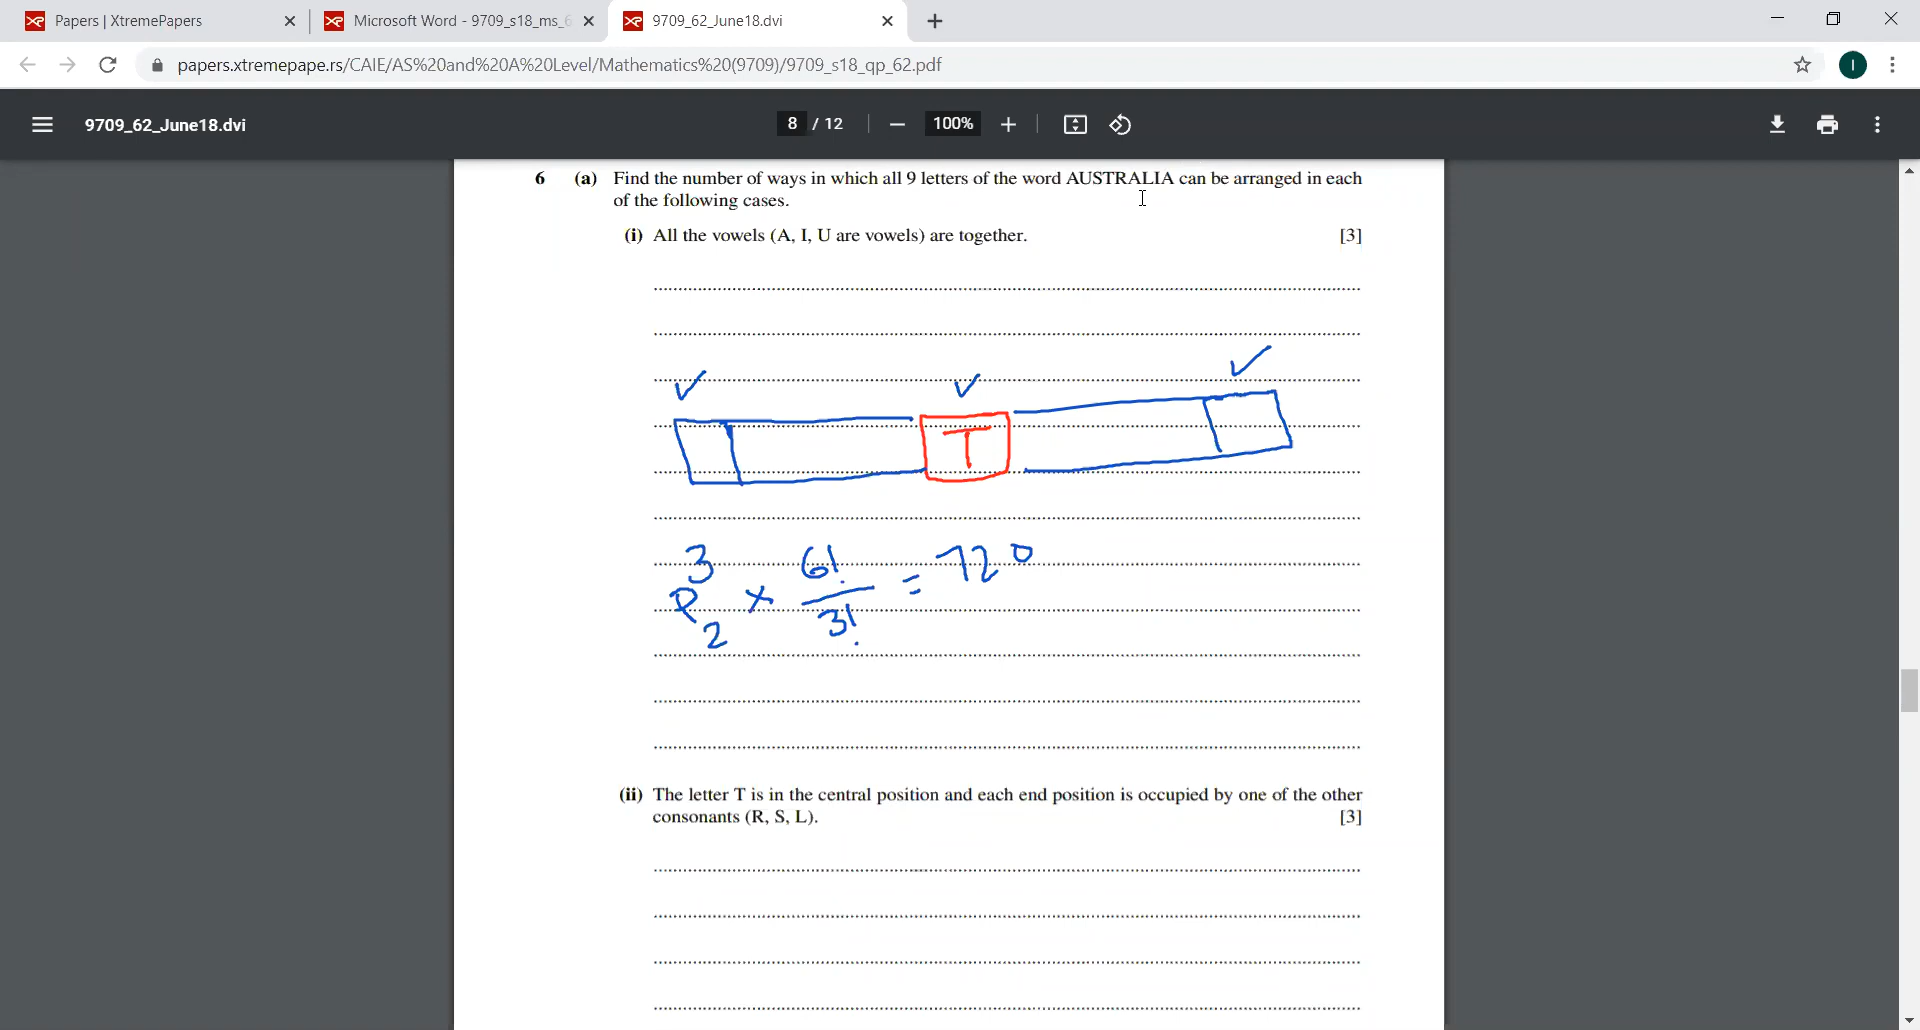 Papers | XtremePapers
Microsoft Word - 9709_s18_ms_6
9709_62_June18.dvi
papers.xtremepape.rs/CAIE/AS%20and%20A%20Level/Mathematics%20(9709)/9709_s18_qp_62.pdf
I
9709_62_June18.dvi
8 / 12
100%
6 (a) Find the number of ways in which all 9 letters of the word AUSTRALIA can be arranged in each
of the following cases.
(i) All the vowels (A, I, U are vowels) are together. [3]
T
3P2 × 6!/3! = 720
(ii) The letter T is in the central position and each end position is occupied by one of the other
consonants (R, S, L). [3]